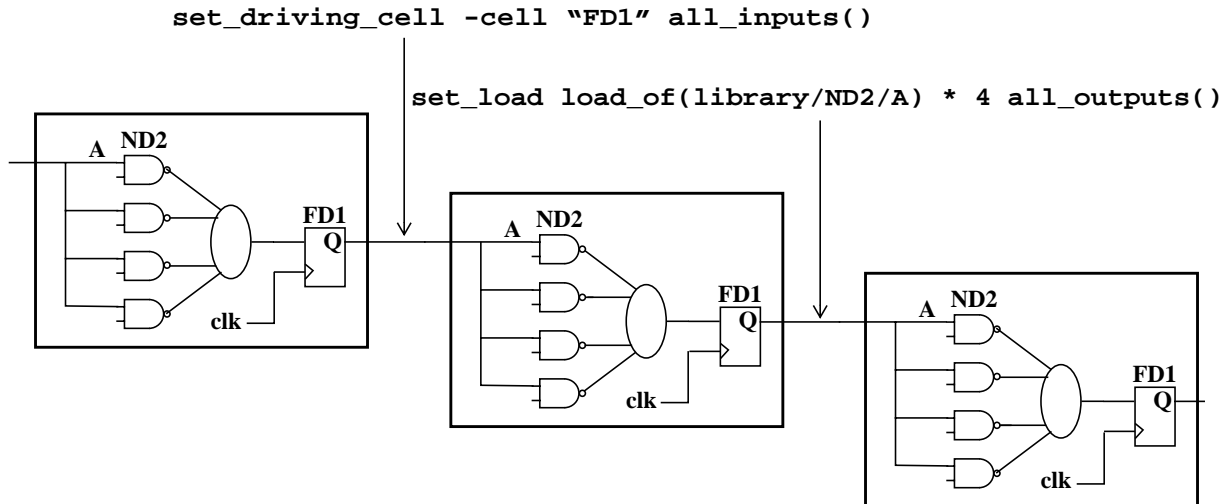 set_driving_cell -cell “FD1” all_inputs()
set_load load_of(library/ND2/A) * 4 all_outputs()
A ND2
FD1
Q
clk
A ND2
FD1
Q
clk
A ND2
FD1
Q
clk